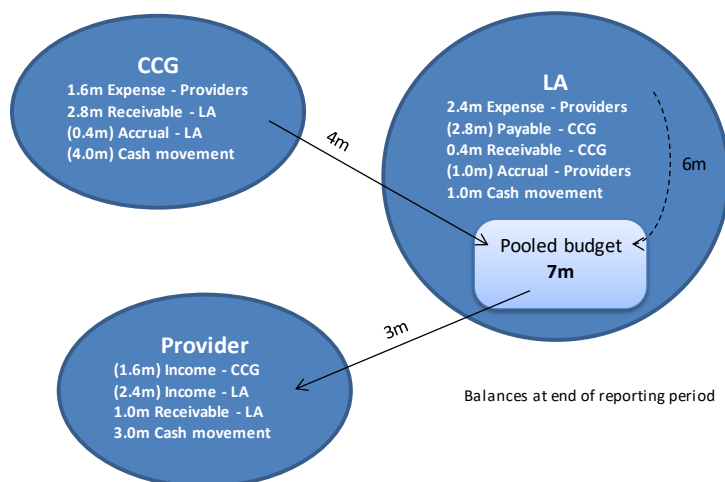 CCG
1.6m Expense - Providers
2.8m Receivable - LA
(0.4m) Accrual - LA
(4.0m) Cash movement
4m
LA
2.4m Expense - Providers
(2.8m) Payable - CCG
0.4m Receivable - CCG
(1.0m) Accrual - Providers
1.0m Cash movement
6m
Pooled budget
7m
3m
Provider
(1.6m) Income - CCG
(2.4m) Income - LA
1.0m Receivable - LA
3.0m Cash movement
Balances at end of reporting period